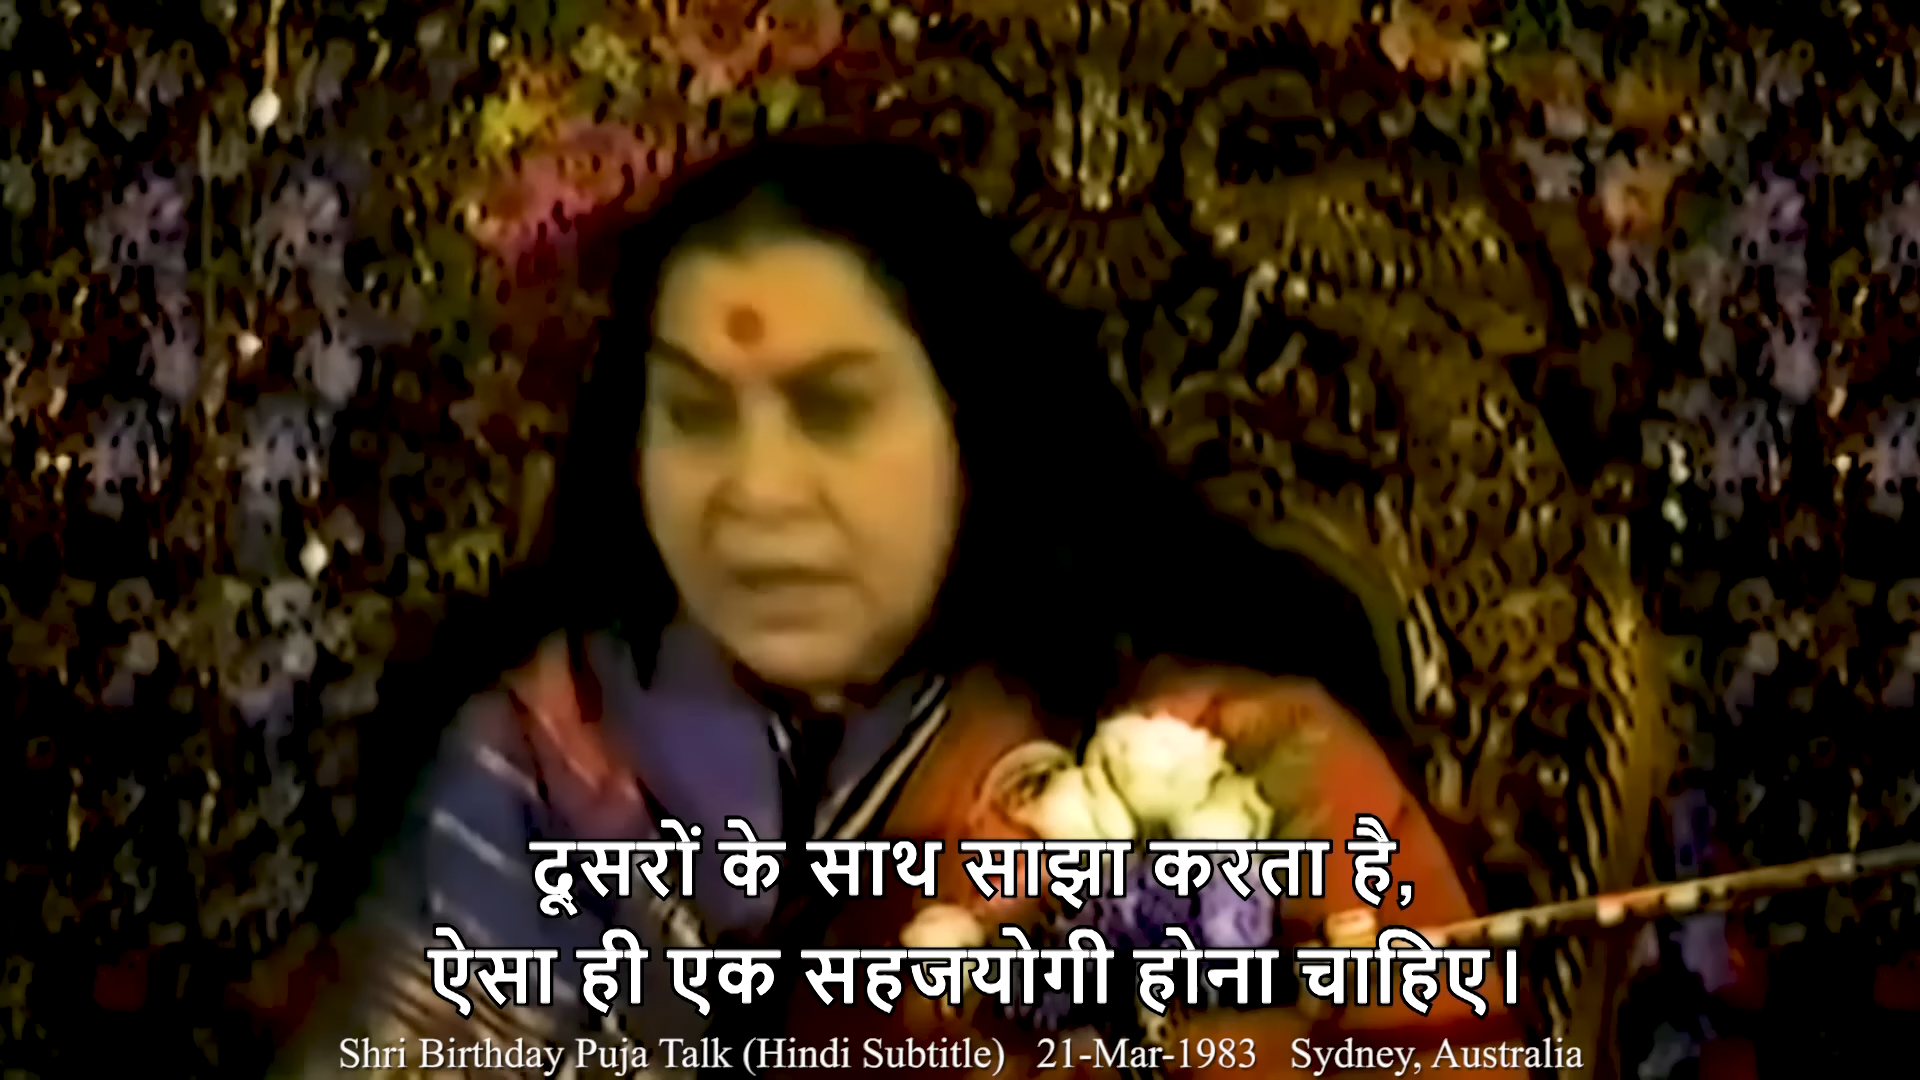 दूसरों के साथ साझा करता है,
ऐसा ही एक सहजयोगी होना चाहिए।
Shri Birthday Puja Talk (Hindi Subtitle) 21-Mar-1983 Sydney, Australia